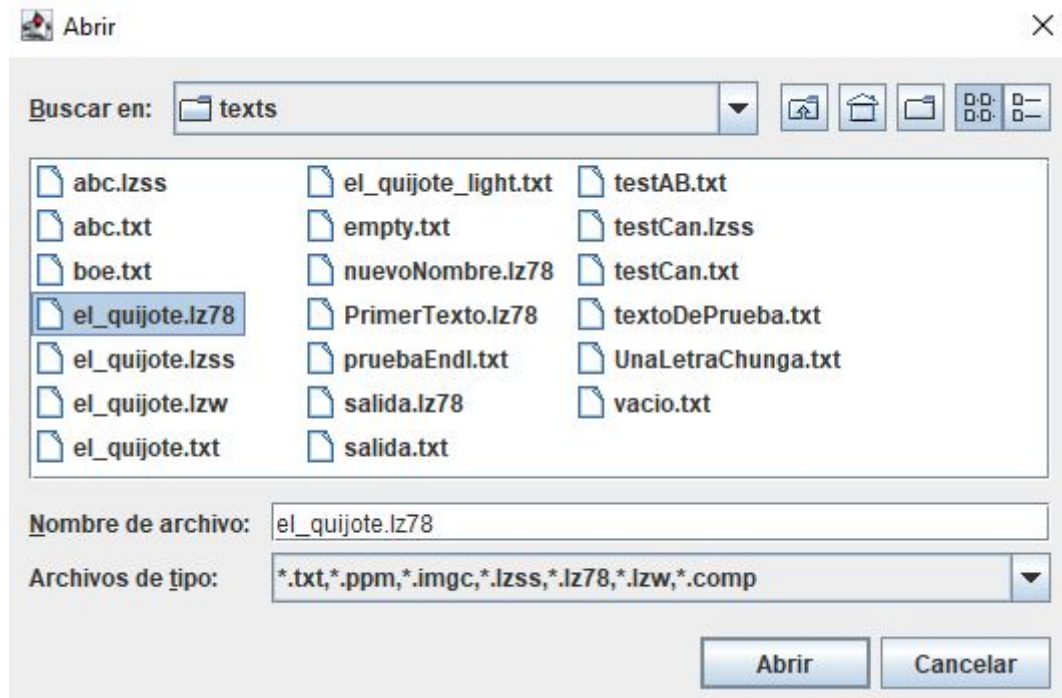 Abrir
Buscar en: texts
abc.lzss
abc.txt
boe.txt
el_quijote.lz78
el_quijote.lzss
el_quijote.lzw
el_quijote.txt
el_quijote_light.txt
empty.txt
nuevoNombre.lz78
PrimerTexto.lz78
pruebaEndl.txt
salida.lz78
salida.txt
testAB.txt
testCan.lzss
testCan.txt
textoDePrueba.txt
UnaLetraChunga.txt
vacio.txt
Nombre de archivo: el_quijote.lz78
Archivos de tipo: *.txt,*.ppm,*.imgc,*.lzss,*.lz78,*.lzw,*.comp
Abrir Cancelar